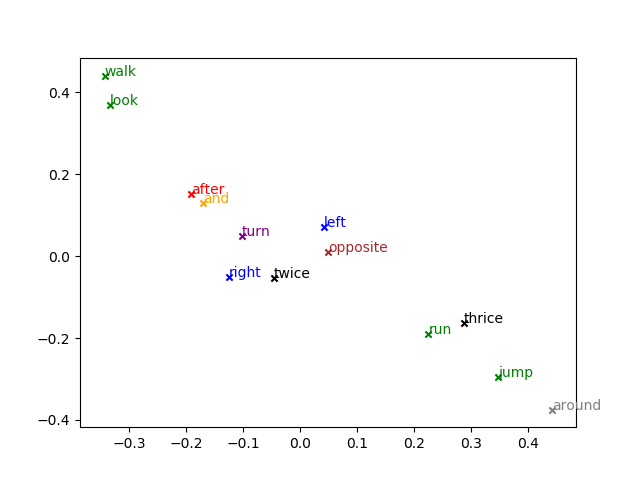 walk
0.4
look
0.2
after
and
left
turn
opposite
0.0
right
twice
thrice
run
−0.2
jump
around
−0.4
−0.3 −0.2 −0.1 0.0 0.1 0.2 0.3 0.4